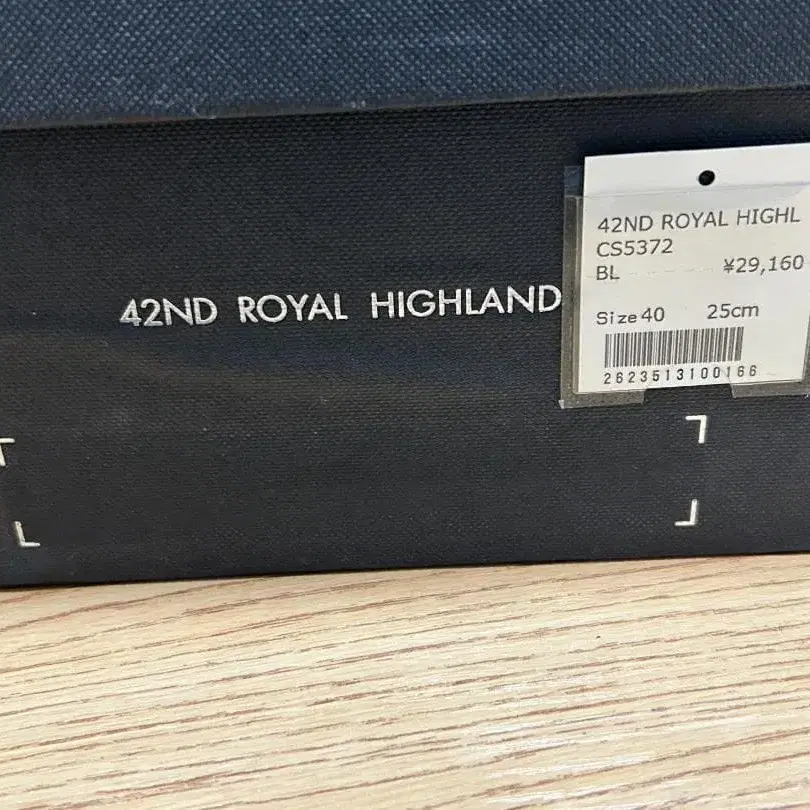 42ND ROYAL HIGHLAND
42ND ROYAL HIGHL
CS5372
BL ¥29,160
Size 40 25cm
2623513100166